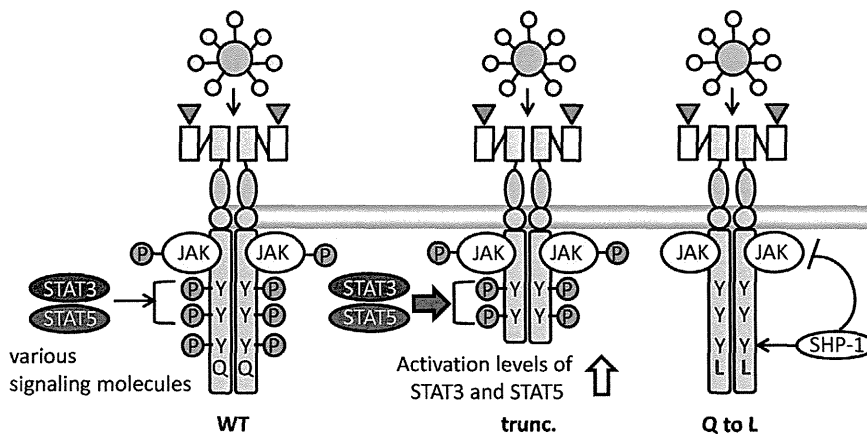 P JAK JAK P
P JAK JAK P
JAK JAK
STAT3
STAT5
P Y Y P
P Y Y P
P Y Y P
Q Q
various
signaling molecules
WT
STAT3
STAT5
P Y Y P
P Y Y P
Activation levels of
STAT3 and STAT5
trunc.
Y Y
Y Y
Y Y
L L
SHP-1
Q to L